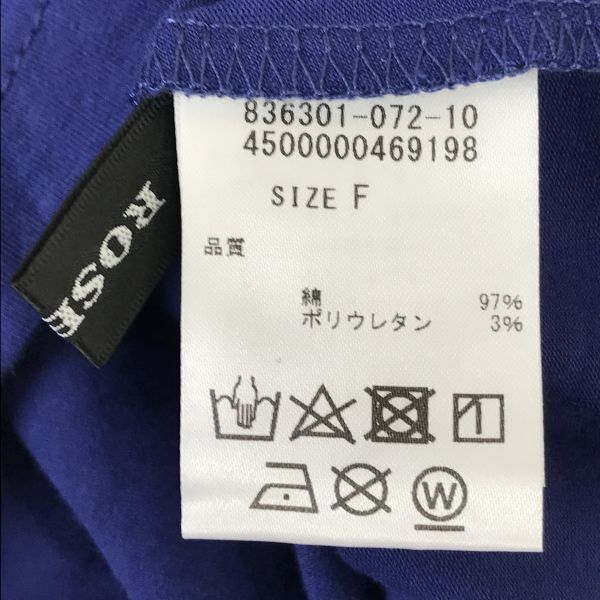 836301-072-10
4500000469198
SIZE F
品質
綿 97%
ポリウレタン 3%
W
ROSE